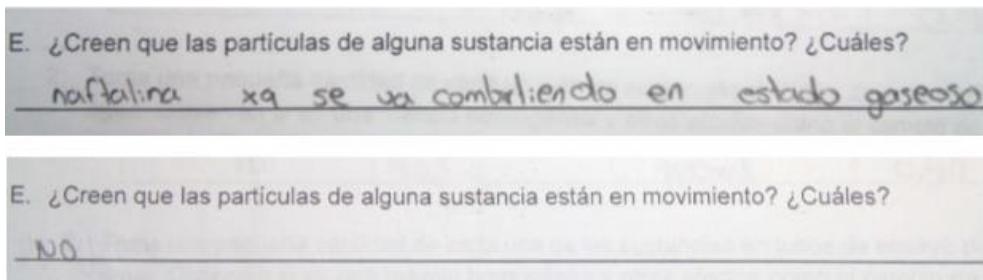 E. ¿Creen que las partículas de alguna sustancia están en movimiento? ¿Cuáles?
naftalina xq se va combirtiendo en estado gaseoso
E. ¿Creen que las partículas de alguna sustancia están en movimiento? ¿Cuáles?
NO